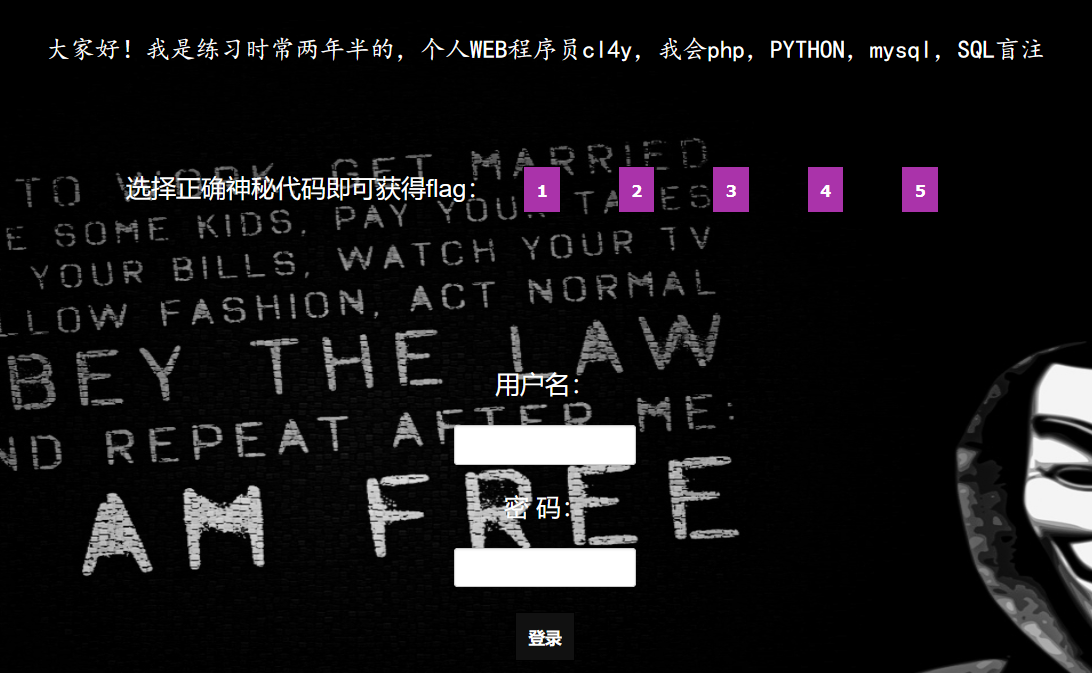 大家好！我是练习时常两年半的，个人WEB程序员cl4y，我会php，PYTHON，mysql，SQL盲注
TO WORK, GET MARRIED
选择正确神秘代码即可获得flag： 1 2 3 4 5
E SOME KIDS, PAY YOUR TAXES
YOUR BILLS, WATCH YOUR TV
LLOW FASHION, ACT NORMAL
BEY THE LAW
用户名：
ND REPEAT AFTER ME:
AM FREE
密 码：
登录